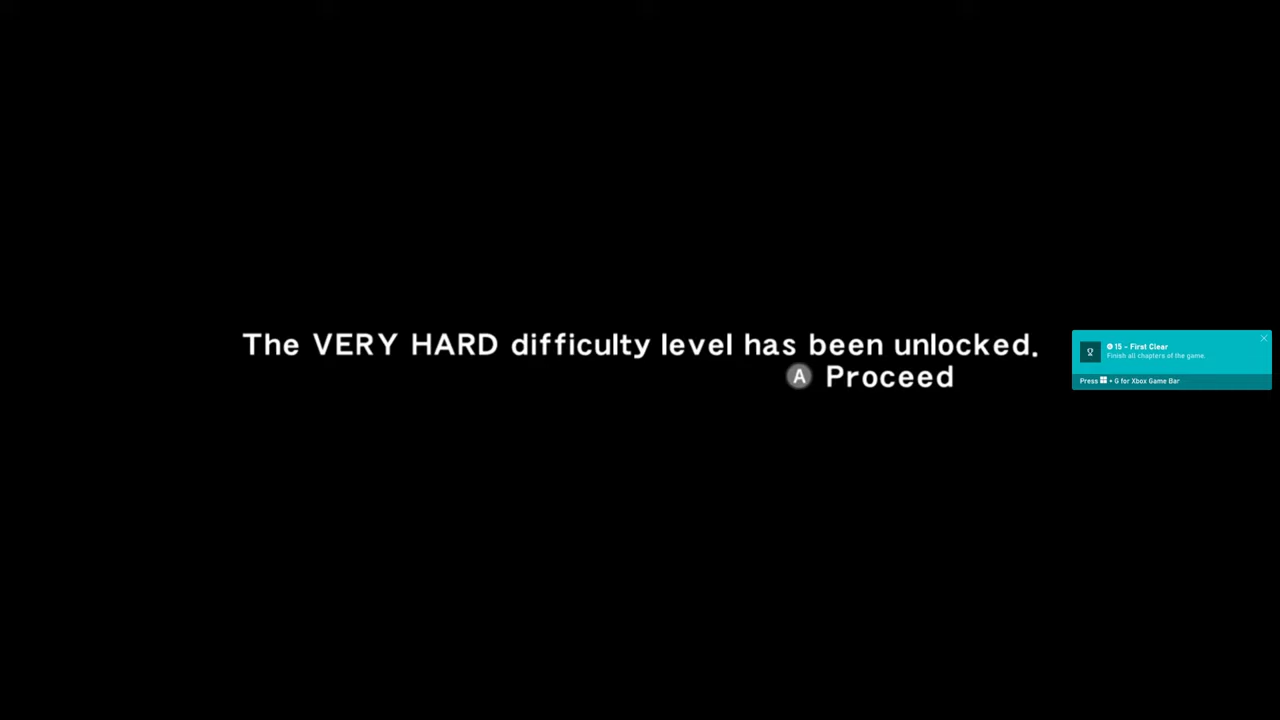 The VERY HARD difficulty level has been unlocked.
A Proceed
G 15 - First Clear
Finish all chapters of the game.
Press + G for Xbox Game Bar